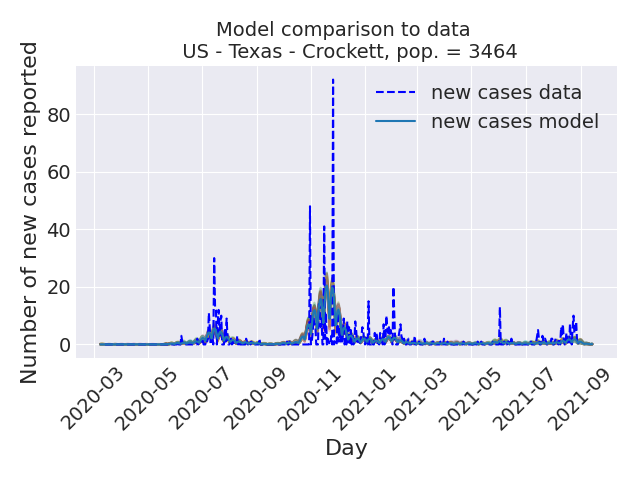 Model comparison to data
US - Texas - Crockett, pop. = 3464
new cases data
new cases model
Number of new cases reported
80
60
40
20
0
2020-03
2020-05
2020-07
2020-09
2020-11
2021-01
2021-03
2021-05
2021-07
2021-09
Day